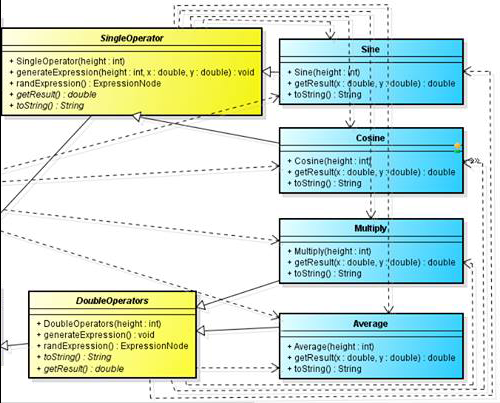 SingleOperator
+ SingleOperator(height : int)
+ generateExpression(height : int, x : double, y : double) : void
+ randExpression() : ExpressionNode
+ getResult() : double
+ toString() : String
Sine
+ Sine(height : int)
+ getResult(x : double, y : double) : double
+ toString() : String
Cosine
+ Cosine(height : int)
+ getResult(x : double, y : double) : double
+ toString() : String
Multiply
+ Multiply(height : int)
+ getResult(x : double, y : double) : double
+ toString() : String
DoubleOperators
+ DoubleOperators(height : int)
+ generateExpression() : void
+ randExpression() : ExpressionNode
+ toString() : String
+ getResult() : double
Average
+ Average(height : int)
+ getResult(x : double, y : double) : double
+ toString() : String